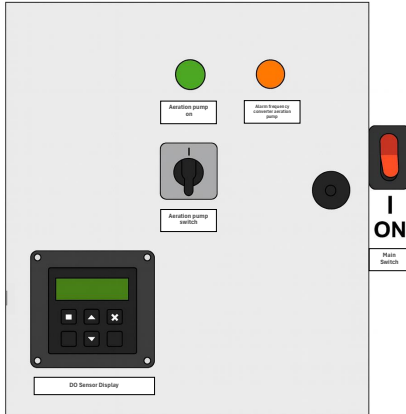 Aeration pump
on
Alarm frequency
converter aeration
pump
I
Aeration pump
switch
I
ON
Main
Switch
DO Sensor Display